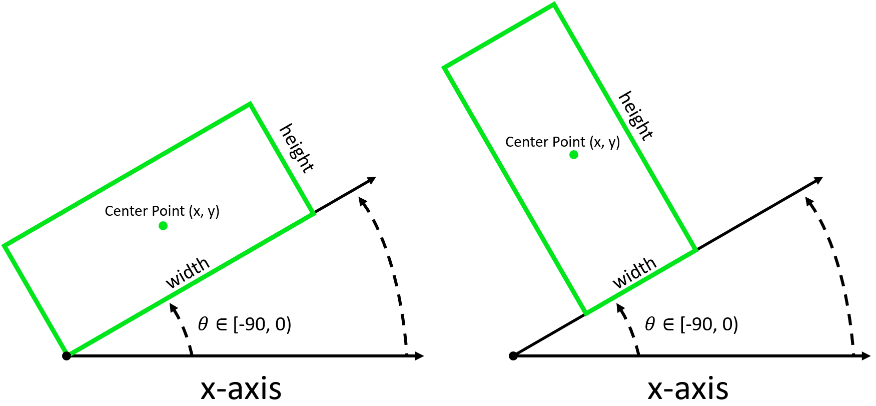 height
Center Point (x, y)
width
θ ∈ [-90, 0)
x-axis
height
Center Point (x, y)
width
θ ∈ [-90, 0)
x-axis